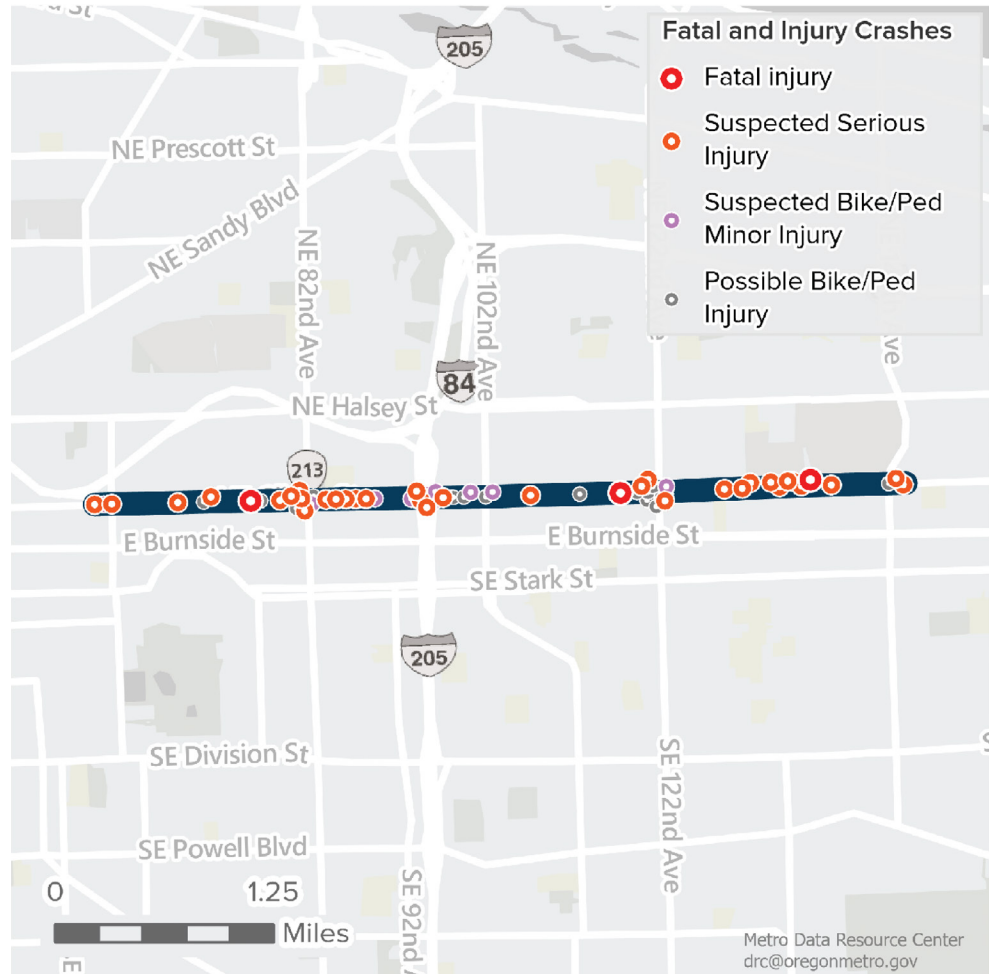 d St
205
Fatal and Injury Crashes
Fatal injury
Suspected Serious
Injury
Suspected Bike/Ped
Minor Injury
Possible Bike/Ped
Injury
NE Prescott St
NE Sandy Blvd
NE 82nd Ave
NE 102nd Ave
ve
84
NE Halsey St
213
E Burnside St
E Burnside St
SE Stark St
205
SE Division St
SE 122nd Ave
SE Powell Blvd
SE 92nd A
0 1.25
Miles
E
Metro Data Resource Center
drc@oregonmetro.gov